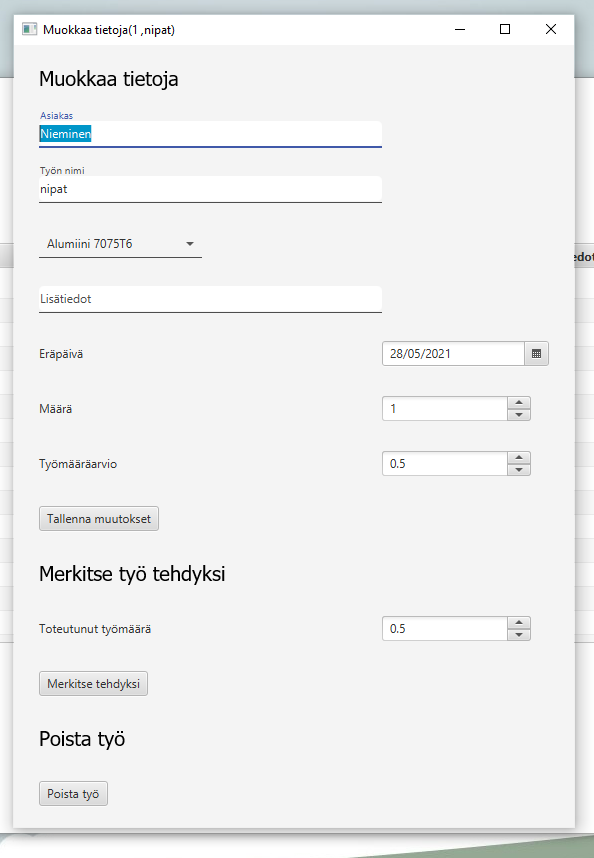 Muokkaa tietoja(1 ,nipat)
Muokkaa tietoja
Asiakas
Nieminen
Työn nimi
nipat
Alumiini 7075T6
Lisätiedot
Eräpäivä 28/05/2021
Määrä 1
Työmääräarvio 0.5
Tallenna muutokset
Merkitse työ tehdyksi
Toteutunut työmäärä 0.5
Merkitse tehdyksi
Poista työ
Poista työ